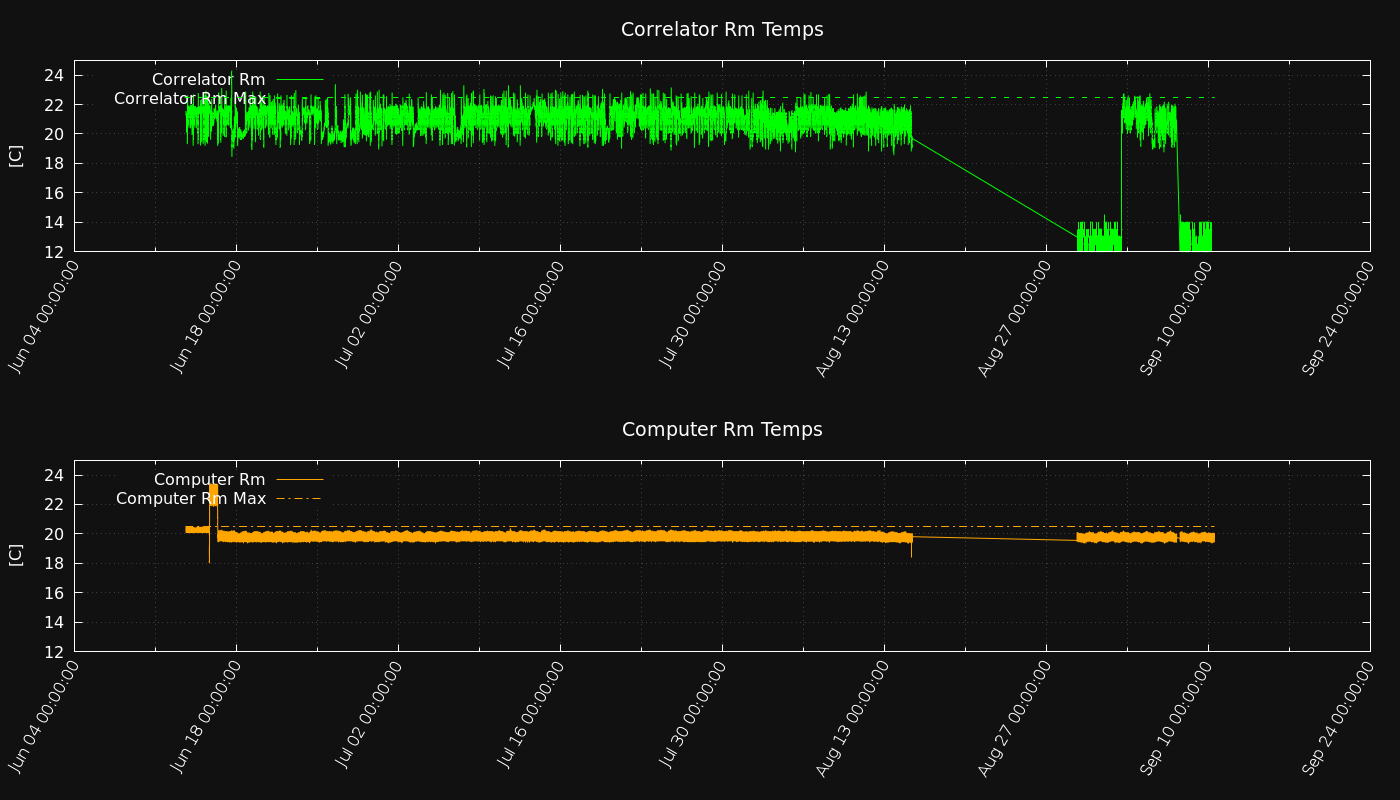 Correlator Rm Temps
Correlator Rm
Correlator Rm Max
[C]
24
22
20
18
16
14
12
Jun 04 00:00:00
Jun 18 00:00:00
Jul 02 00:00:00
Jul 16 00:00:00
Jul 30 00:00:00
Aug 13 00:00:00
Aug 27 00:00:00
Sep 10 00:00:00
Sep 24 00:00:00
Computer Rm Temps
Computer Rm
Computer Rm Max
[C]
24
22
20
18
16
14
12
Jun 04 00:00:00
Jun 18 00:00:00
Jul 02 00:00:00
Jul 16 00:00:00
Jul 30 00:00:00
Aug 13 00:00:00
Aug 27 00:00:00
Sep 10 00:00:00
Sep 24 00:00:00